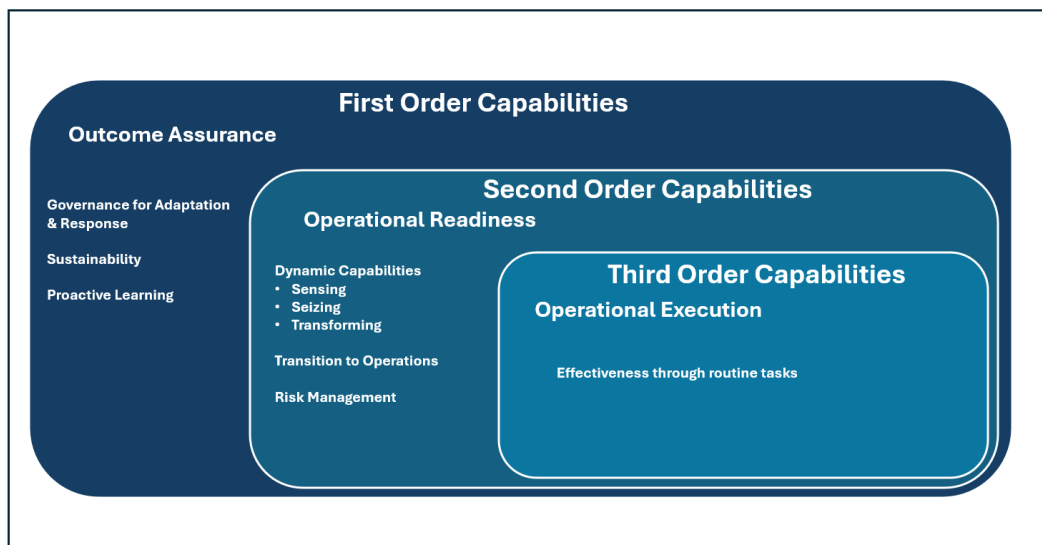 First Order Capabilities
Outcome Assurance
Governance for Adaptation
& Response
Sustainability
Proactive Learning
Second Order Capabilities
Operational Readiness
Dynamic Capabilities
• Sensing
• Seizing
• Transforming
Transition to Operations
Risk Management
Third Order Capabilities
Operational Execution
Effectiveness through routine tasks